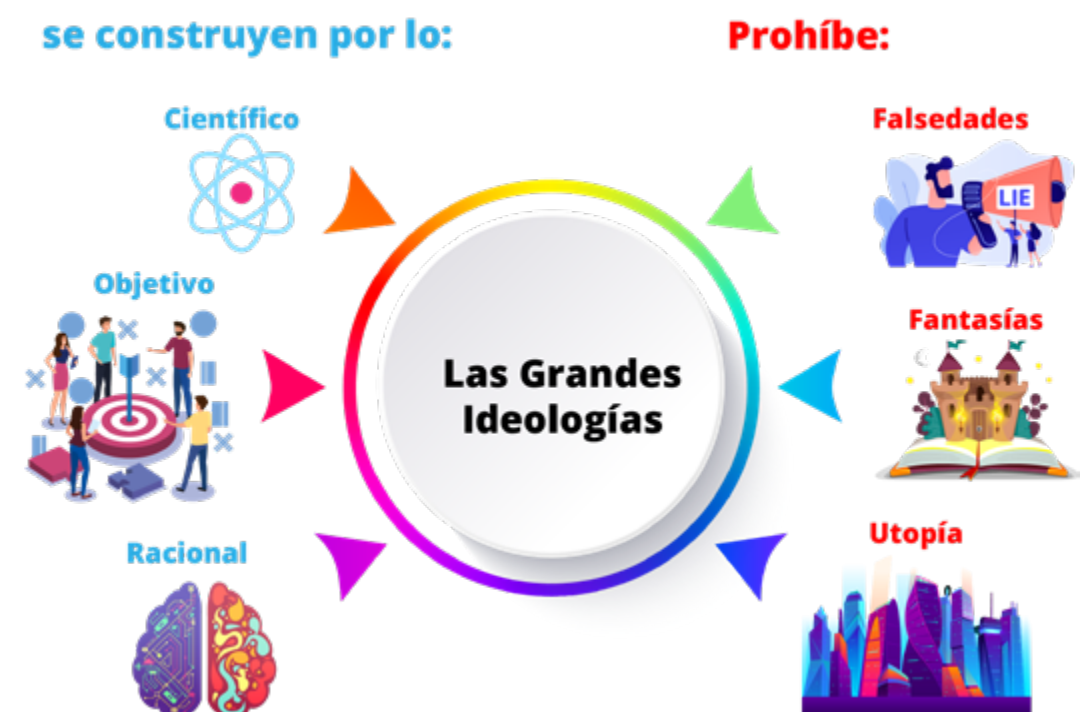 se construyen por lo:
Prohíbe:
Científico
Falsedades
LIE
Objetivo
Fantasías
Las Grandes
Ideologías
Racional
Utopía